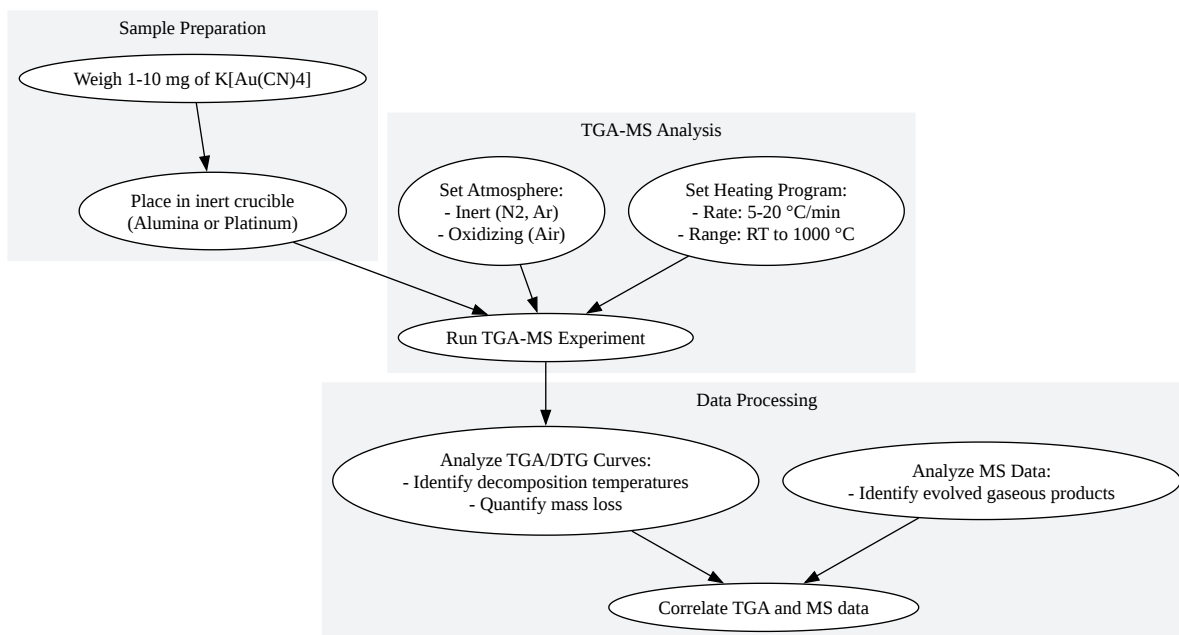 Sample Preparation
Weigh 1-10 mg of K[Au(CN)4]
Place in inert crucible
(Alumina or Platinum)
TGA-MS Analysis
Set Atmosphere:
- Inert (N2, Ar)
- Oxidizing (Air)
Set Heating Program:
- Rate: 5-20 °C/min
- Range: RT to 1000 °C
Run TGA-MS Experiment
Data Processing
Analyze TGA/DTG Curves:
- Identify decomposition temperatures
- Quantify mass loss
Analyze MS Data:
- Identify evolved gaseous products
Correlate TGA and MS data